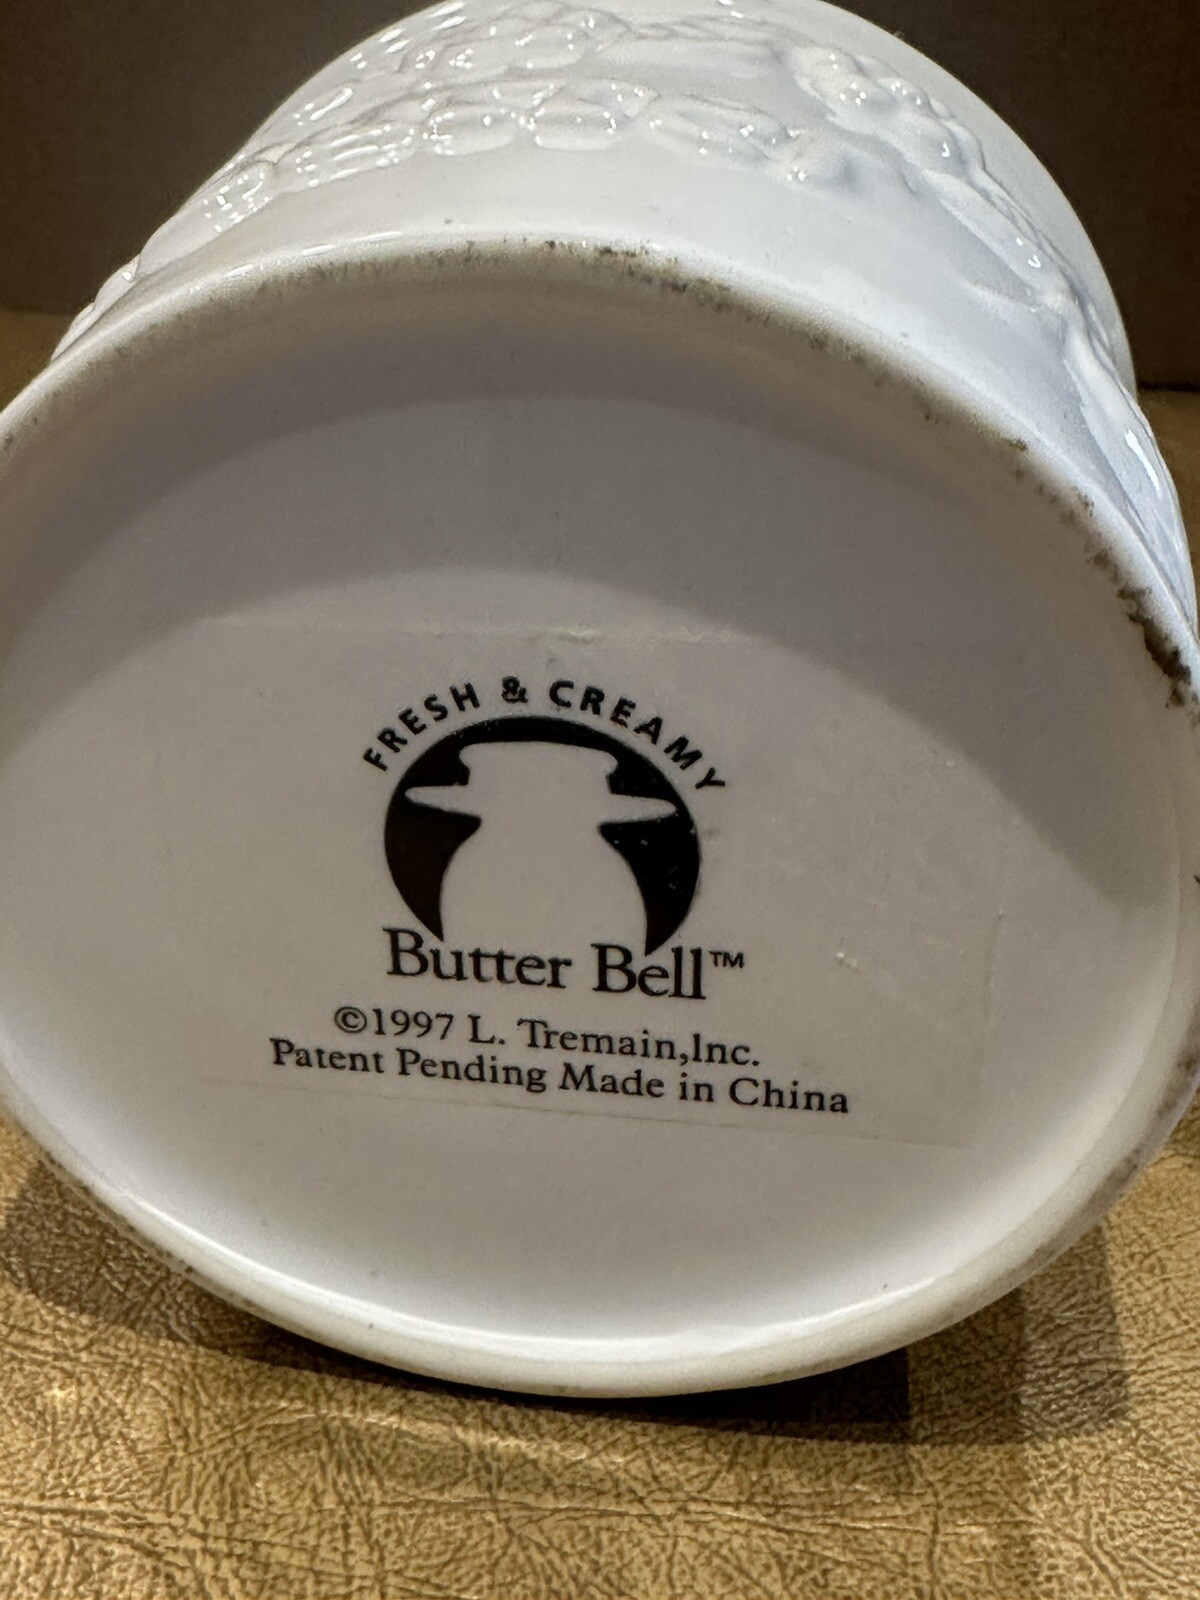 FRESH & CREAMY
Butter Bell™
©1997 L. Tremain,Inc.
Patent Pending Made in China